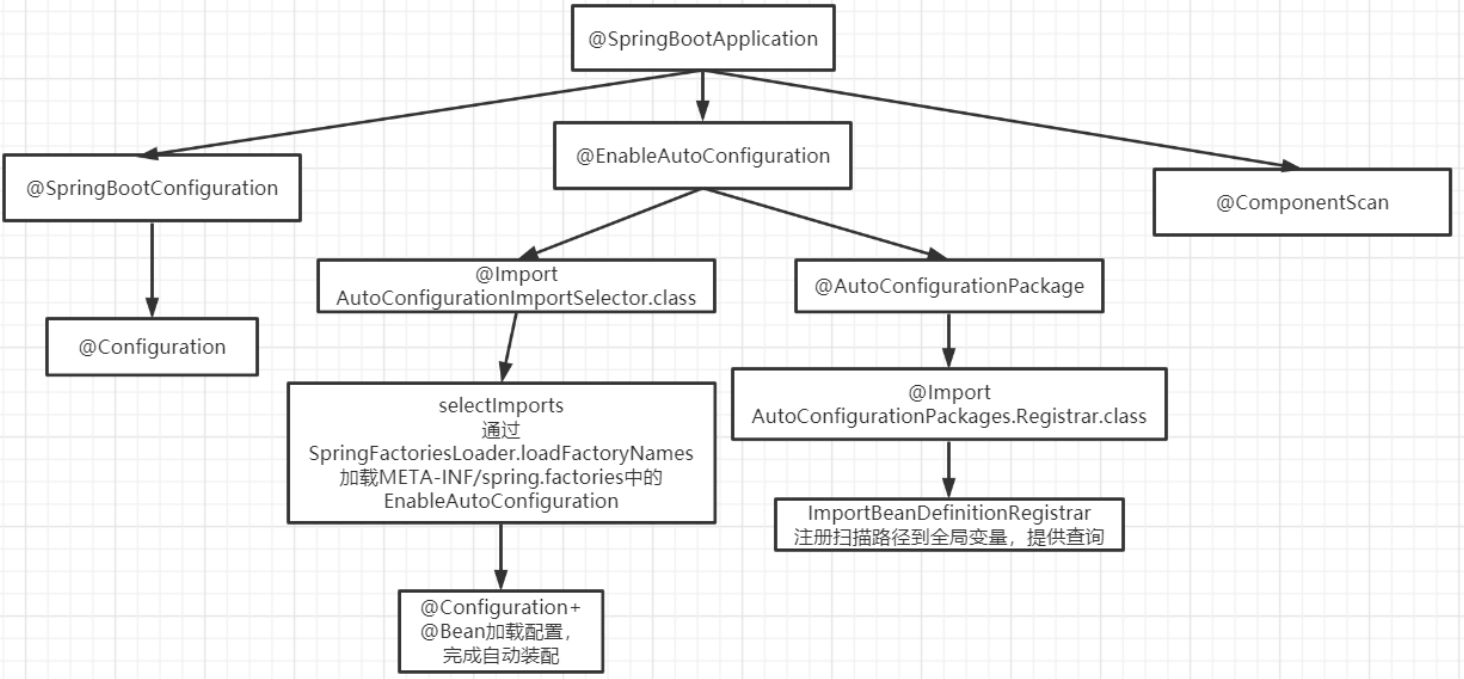 @SpringBootApplication
@EnableAutoConfiguration
@SpringBootConfiguration
@ComponentScan
@Import
AutoConfigurationImportSelector.class
@AutoConfigurationPackage
@Configuration
@Import
AutoConfigurationPackages.Registrar.class
selectImports
通过
SpringFactoriesLoader.loadFactoryNames
加载META-INF/spring.factories中的
EnableAutoConfiguration
ImportBeanDefinitionRegistrar
注册扫描路径到全局变量，提供查询
@Configuration+
@Bean加载配置，
完成自动装配